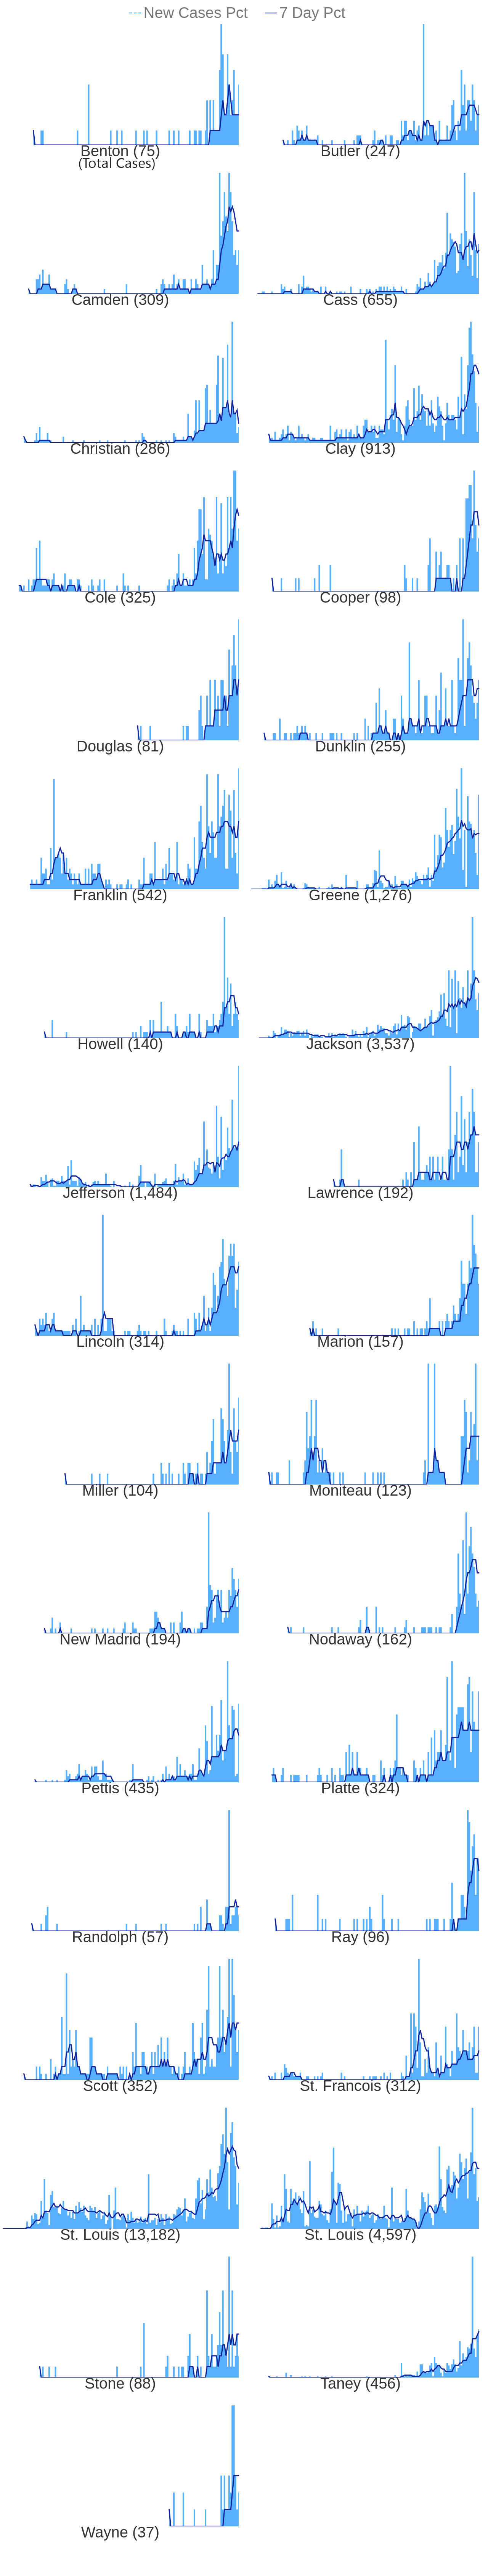 New Cases Pct 7 Day Pct
Benton (75) Butler (247)
(Total Cases)
Camden (309) Cass (655)
Christian (286) Clay (913)
Cole (325) Cooper (98)
Douglas (81) Dunklin (255)
Franklin (542) Greene (1,276)
Howell (140) Jackson (3,537)
Jefferson (1,484) Lawrence (192)
Lincoln (314) Marion (157)
Miller (104) Moniteau (123)
New Madrid (194) Nodaway (162)
Pettis (435) Platte (324)
Randolph (57) Ray (96)
Scott (352) St. Francois (312)
St. Louis (13,182) St. Louis (4,597)
Stone (88) Taney (456)
Wayne (37)